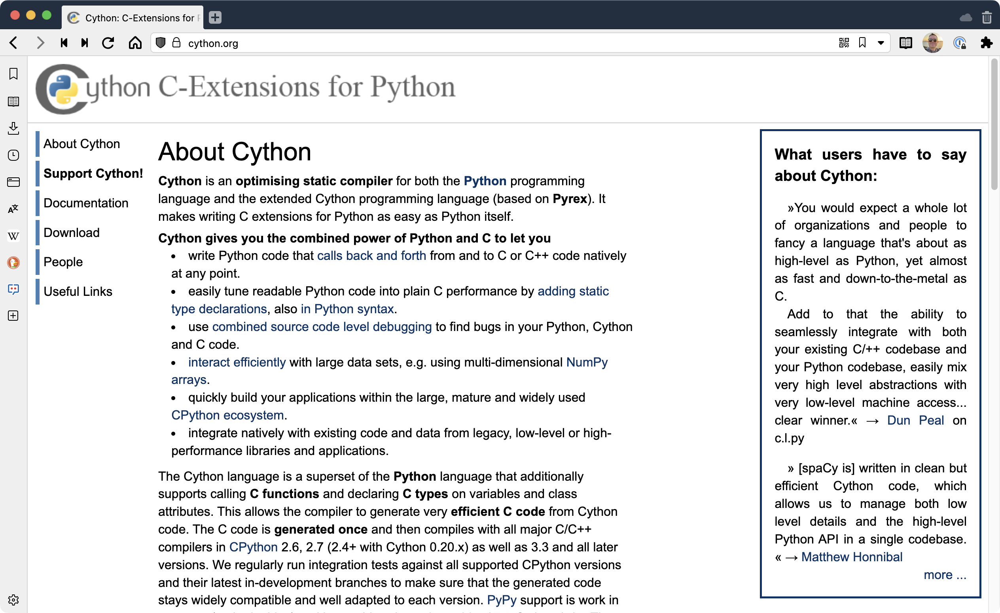 Cython: C-Extensions for
cython.org
Cython C-Extensions for Python
About Cython
Support Cython!
Documentation
Download
People
Useful Links
W
About Cython
Cython is an optimising static compiler for both the Python programming
language and the extended Cython programming language (based on Pyrex). It
makes writing C extensions for Python as easy as Python itself.
Cython gives you the combined power of Python and C to let you
• write Python code that calls back and forth from and to C or C++ code natively
at any point.
• easily tune readable Python code into plain C performance by adding static
type declarations, also in Python syntax.
• use combined source code level debugging to find bugs in your Python, Cython
and C code.
• interact efficiently with large data sets, e.g. using multi-dimensional NumPy
arrays.
• quickly build your applications within the large, mature and widely used
CPython ecosystem.
• integrate natively with existing code and data from legacy, low-level or high-
performance libraries and applications.
The Cython language is a superset of the Python language that additionally
supports calling C functions and declaring C types on variables and class
attributes. This allows the compiler to generate very efficient C code from Cython
code. The C code is generated once and then compiles with all major C/C++
compilers in CPython 2.6, 2.7 (2.4+ with Cython 0.20.x) as well as 3.3 and all later
versions. We regularly run integration tests against all supported CPython versions
and their latest in-development branches to make sure that the generated code
stays widely compatible and well adapted to each version. PyPy support is work in
What users have to say
about Cython:
»You would expect a whole lot
of organizations and people to
fancy a language that's about as
high-level as Python, yet almost
as fast and down-to-the-metal as
C.
Add to that the ability to
seamlessly integrate with both
your existing C/++ codebase and
your Python codebase, easily mix
very high level abstractions with
very low-level machine access...
clear winner.« → Dun Peal on
c.l.py
» [spaCy is] written in clean but
efficient Cython code, which
allows us to manage both low
level details and the high-level
Python API in a single codebase.
« → Matthew Honnibal
more ...